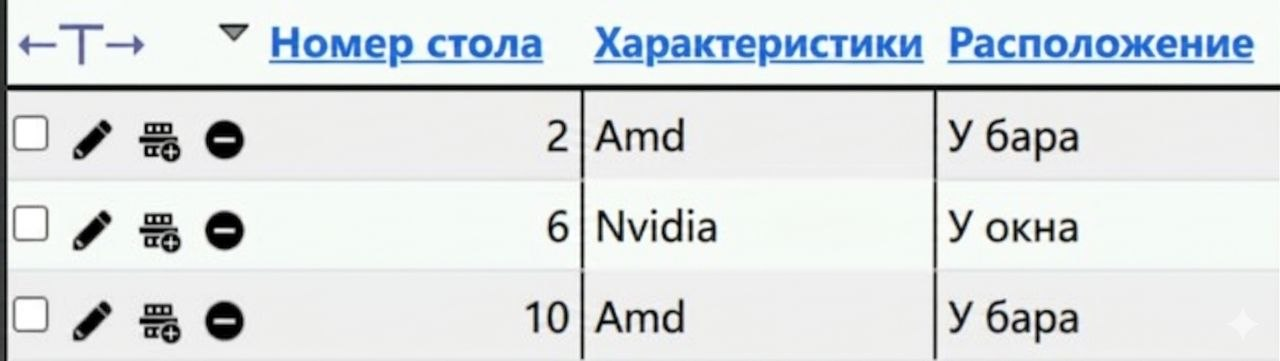 Номер стола Характеристики Расположение
2 Amd У бара
6 Nvidia У окна
10 Amd У бара